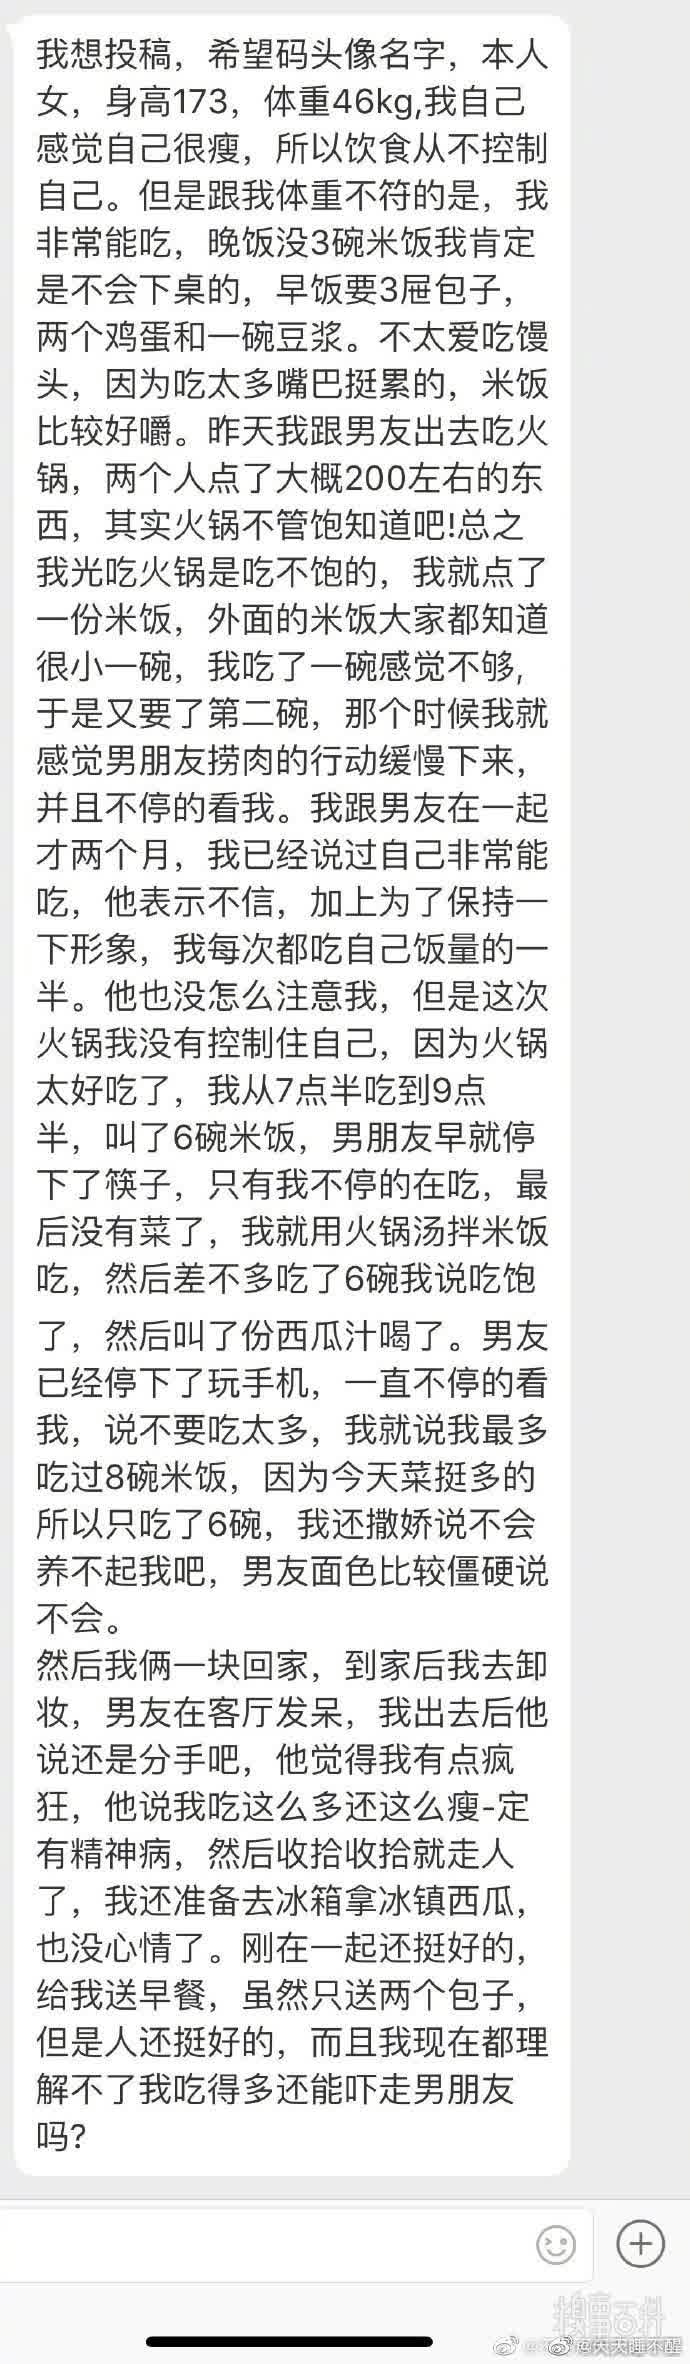 我想投稿，希望码头像名字，本人
女，身高173，体重46kg,我自己
感觉自己很瘦，所以饮食从不控制
自己。但是跟我体重不符的是，我
非常能吃，晚饭没3碗米饭我肯定
是不会下桌的，早饭要3屉包子，
两个鸡蛋和一碗豆浆。不太爱吃馒
头，因为吃太多嘴巴挺累的，米饭
比较好嚼。昨天我跟男友出去吃火
锅，两个人点了大概200左右的东
西，其实火锅不管饱知道吧!总之
我光吃火锅是吃不饱的，我就点了
一份米饭，外面的米饭大家都知道
很小一碗，我吃了一碗感觉不够,
于是又要了第二碗，那个时候我就
感觉男朋友捞肉的行动缓慢下来，
并且不停的看我。我跟男友在一起
才两个月，我已经说过自己非常能
吃，他表示不信，加上为了保持一
下形象，我每次都吃自己饭量的一
半。他也没怎么注意我，但是这次
火锅我没有控制住自己，因为火锅
太好吃了，我从7点半吃到9点
半，叫了6碗米饭，男朋友早就停
下了筷子，只有我不停的在吃，最
后没有菜了，我就用火锅汤拌米饭
吃，然后差不多吃了6碗我说吃饱
了，然后叫了份西瓜汁喝了。男友
已经停下了玩手机，一直不停的看
我，说不要吃太多，我就说我最多
吃过8碗米饭，因为今天菜挺多的
所以只吃了6碗，我还撒娇说不会
养不起我吧，男友面色比较僵硬说
不会。
然后我俩一块回家，到家后我去卸
妆，男友在客厅发呆，我出去后他
说还是分手吧，他觉得我有点疯
狂，他说我吃这么多还这么瘦-定
有精神病，然后收拾收拾就走人
了，我还准备去冰箱拿冰镇西瓜，
也没心情了。刚在一起还挺好的，
给我送早餐，虽然只送两个包子，
但是人还挺好的，而且我现在都理
解不了我吃得多还能吓走男朋友
吗?
@天天睡不醒